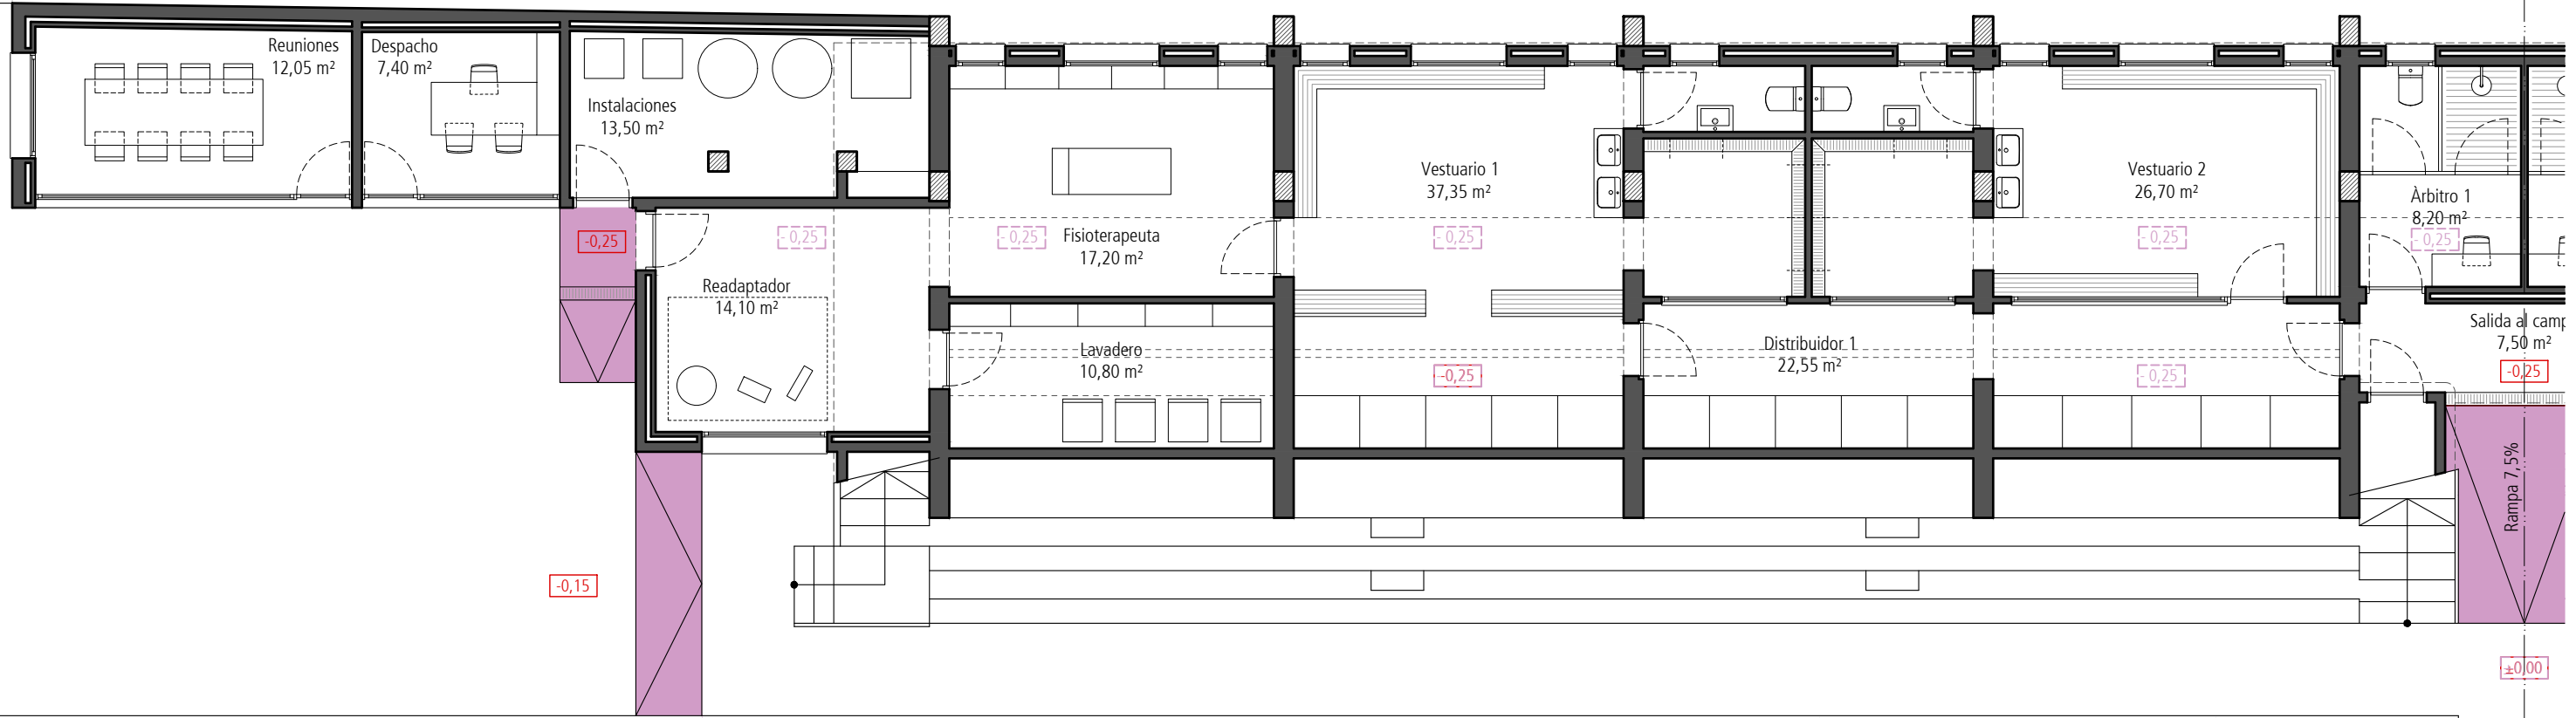 Reuniones
12,05 m²
Despacho
7,40 m²
Instalaciones
13,50 m²
Vestuario 1
37,35 m²
Vestuario 2
26,70 m²
Àrbitro 1
8,20 m²
-0,25
- 0,25
- 0,25
Fisioterapeuta
17,20 m²
- 0,25
- 0,25
- 0,25
Readaptador
14,10 m²
Lavadero
10,80 m²
-0,25
Distribuidor 1
22,55 m²
- 0,25
Salida al camp
7,50 m²
-0,25
Rampa 7,5%
-0,15
±0,00